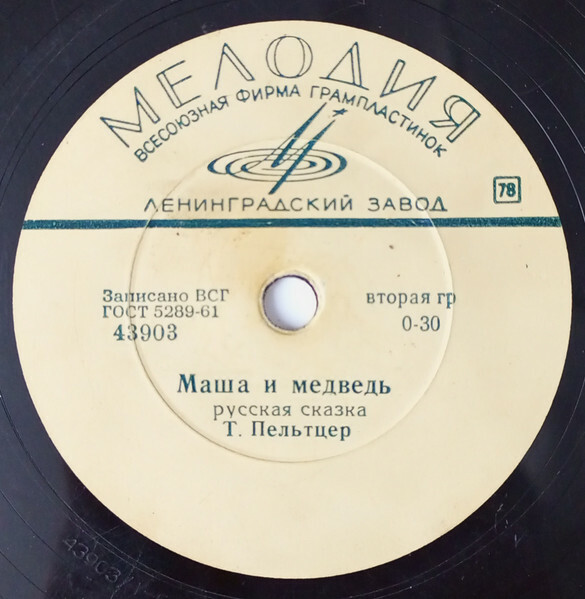 МЕЛОДИЯ
ВСЕСОЮЗНАЯ ФИРМА ГРАМПЛАСТИНОК
ЛЕНИНГРАДСКИЙ ЗАВОД
78
Записано ВСГ
ГОСТ 5289-61
43903
вторая гр
0-30
Маша и медведь
русская сказка
Т. Пельтцер
43903